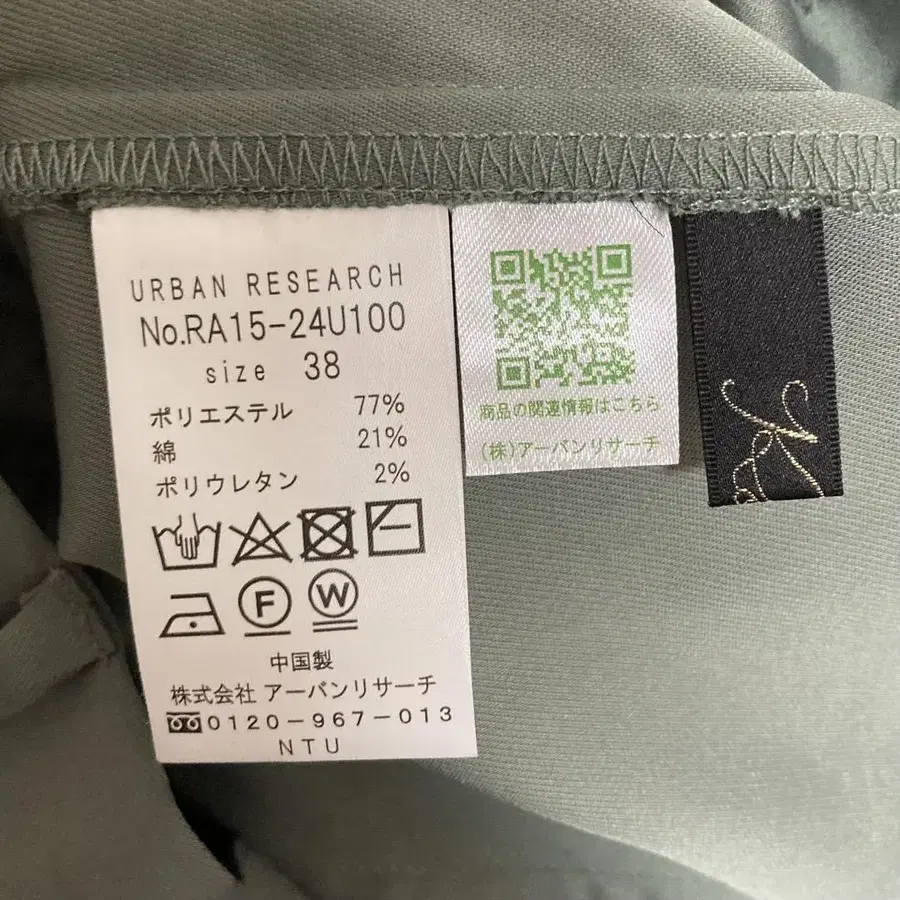 URBAN RESEARCH
No.RA15-24U100
size 38
ポリエステル 77%
綿 21%
ポリウレタン 2%
F W
中国製
株式会社 アーバンリサーチ
0120-967-013
NTU
商品の関連情報はこちら
(株)アーバンリサーチ